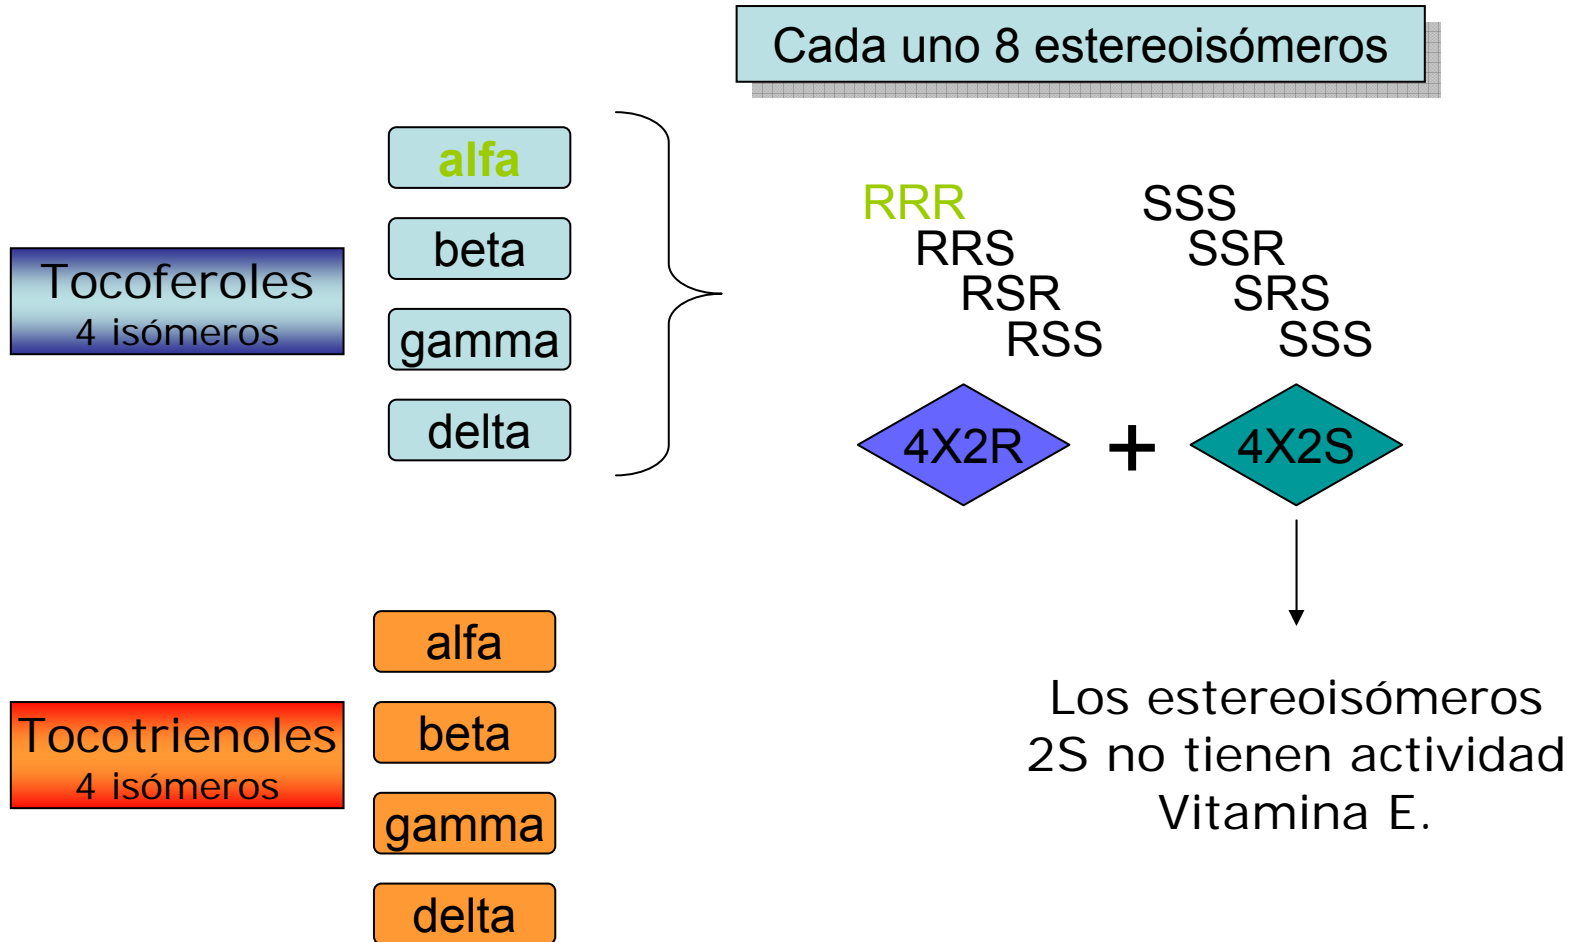 Cada uno 8 estereoisómeros
Tocoferoles
4 isómeros
alfa
beta
gamma
delta
RRR
RRS
RSR
RSS
SSS
SSR
SRS
SSS
4X2R
+
4X2S
Los estereoisómeros
2S no tienen actividad
Vitamina E.
Tocotrienoles
4 isómeros
alfa
beta
gamma
delta